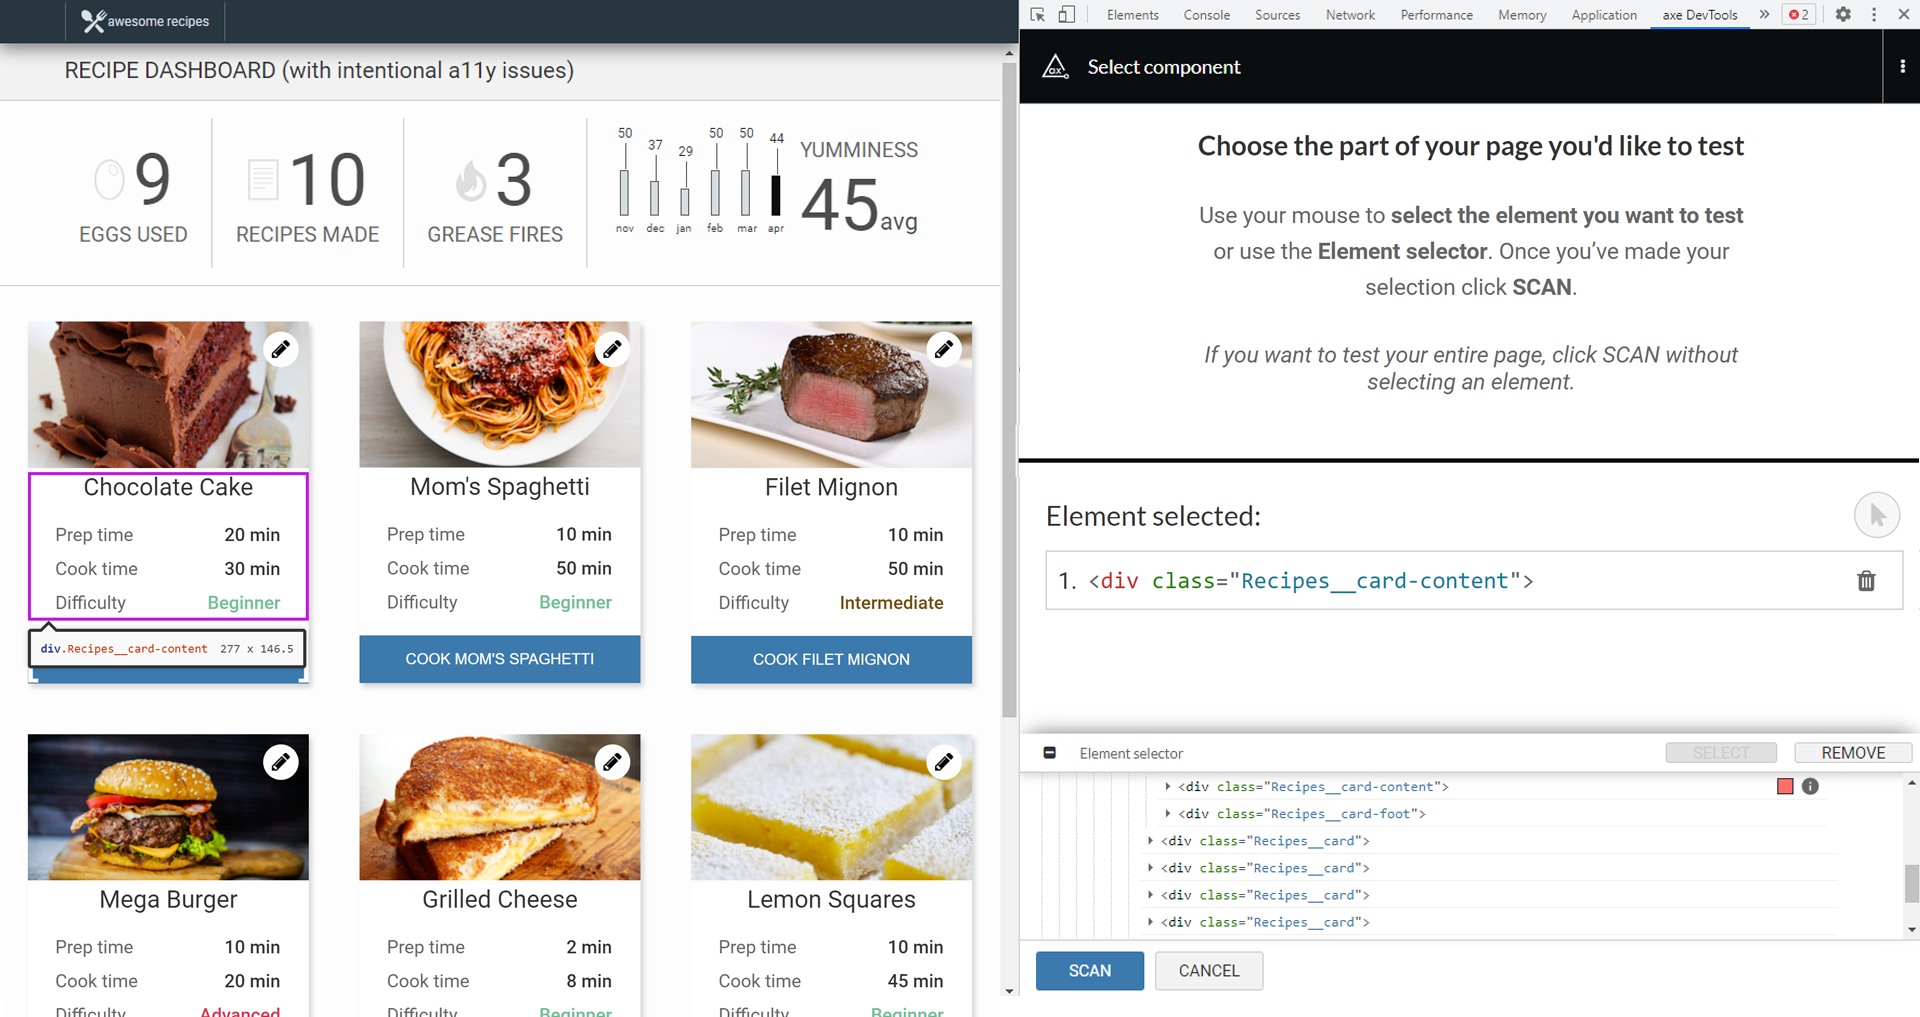 awesome recipes
RECIPE DASHBOARD (with intentional a11y issues)
9
EGGS USED
10
RECIPES MADE
3
GREASE FIRES
50 37 29 50 50 44
nov dec jan feb mar apr
YUMMINESS
45avg
Chocolate Cake
Prep time 20 min
Cook time 30 min
Difficulty Beginner
div.Recipes__card-content 277 x 146.5
Mom's Spaghetti
Prep time 10 min
Cook time 50 min
Difficulty Beginner
COOK MOM'S SPAGHETTI
Filet Mignon
Prep time 10 min
Cook time 50 min
Difficulty Intermediate
COOK FILET MIGNON
Mega Burger
Prep time 10 min
Cook time 20 min
Difficulty Advanced
Grilled Cheese
Prep time 2 min
Cook time 8 min
Difficulty Beginner
Lemon Squares
Prep time 10 min
Cook time 45 min
Difficulty Beginner
Elements Console Sources Network Performance Memory Application axe DevTools » 2
ax
Select component
Choose the part of your page you'd like to test
Use your mouse to select the element you want to test
or use the Element selector. Once you’ve made your
selection click SCAN.
If you want to test your entire page, click SCAN without
selecting an element.
Element selected:
1. <div class="Recipes__card-content">
Element selector SELECT REMOVE
<div class="Recipes__card-content">
<div class="Recipes__card-foot">
<div class="Recipes__card">
<div class="Recipes__card">
<div class="Recipes__card">
<div class="Recipes__card">
SCAN CANCEL